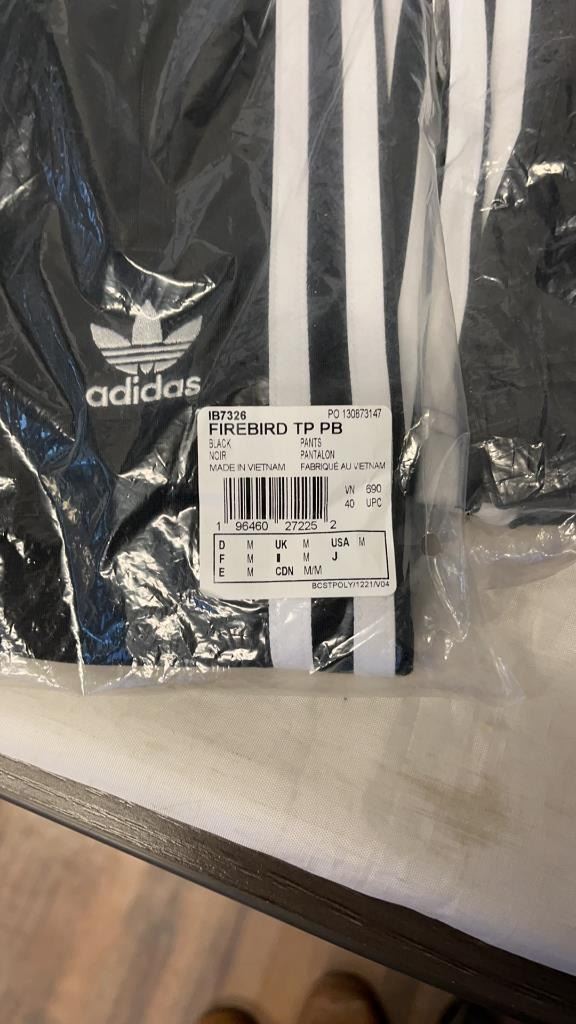 adidas
IB7326 PO 130873147
FIREBIRD TP PB
BLACK PANTS
NOIR PANTALON
MADE IN VIETNAM FABRIQUE AU VIETNAM
VN 690
40 UPC
1 96460 27225 2
D M UK M USA M
F M I M J
E M CDN M/M
BCSTPOLY/1221/V04